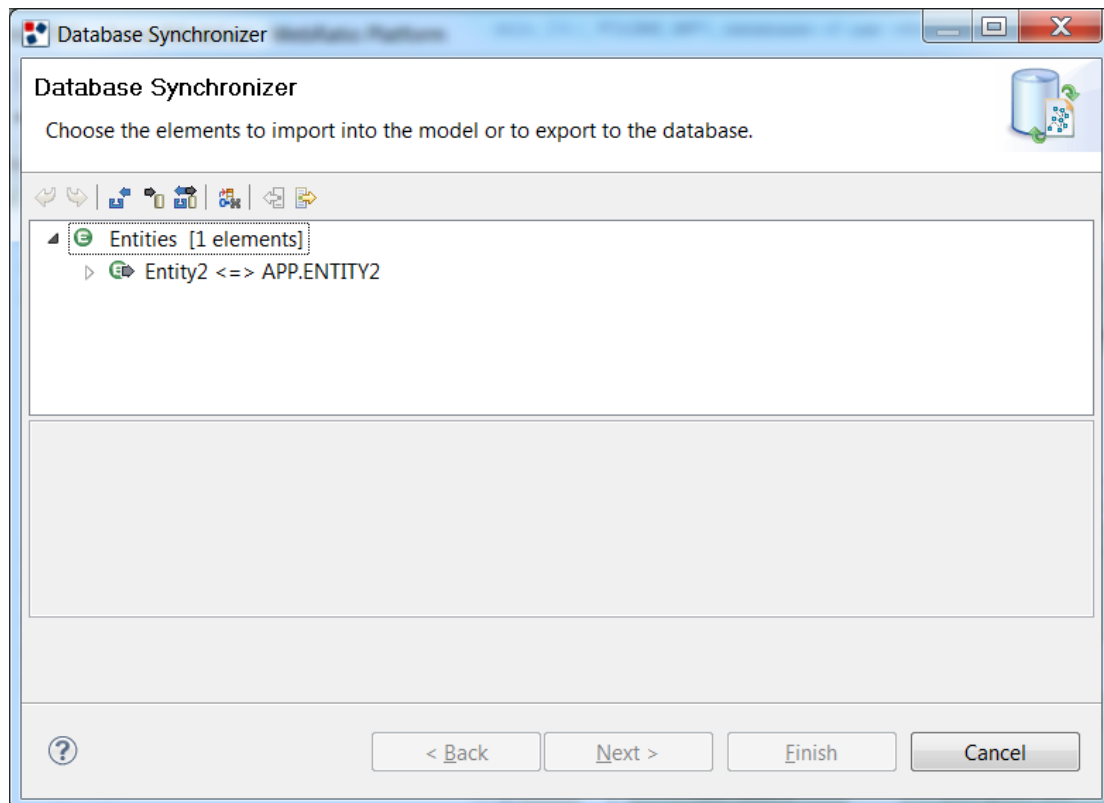 Database Synchronizer
Database Synchronizer
Choose the elements to import into the model or to export to the database.
Entities [1 elements]
Entity2 <=> APP.ENTITY2
< Back Next > Finish Cancel